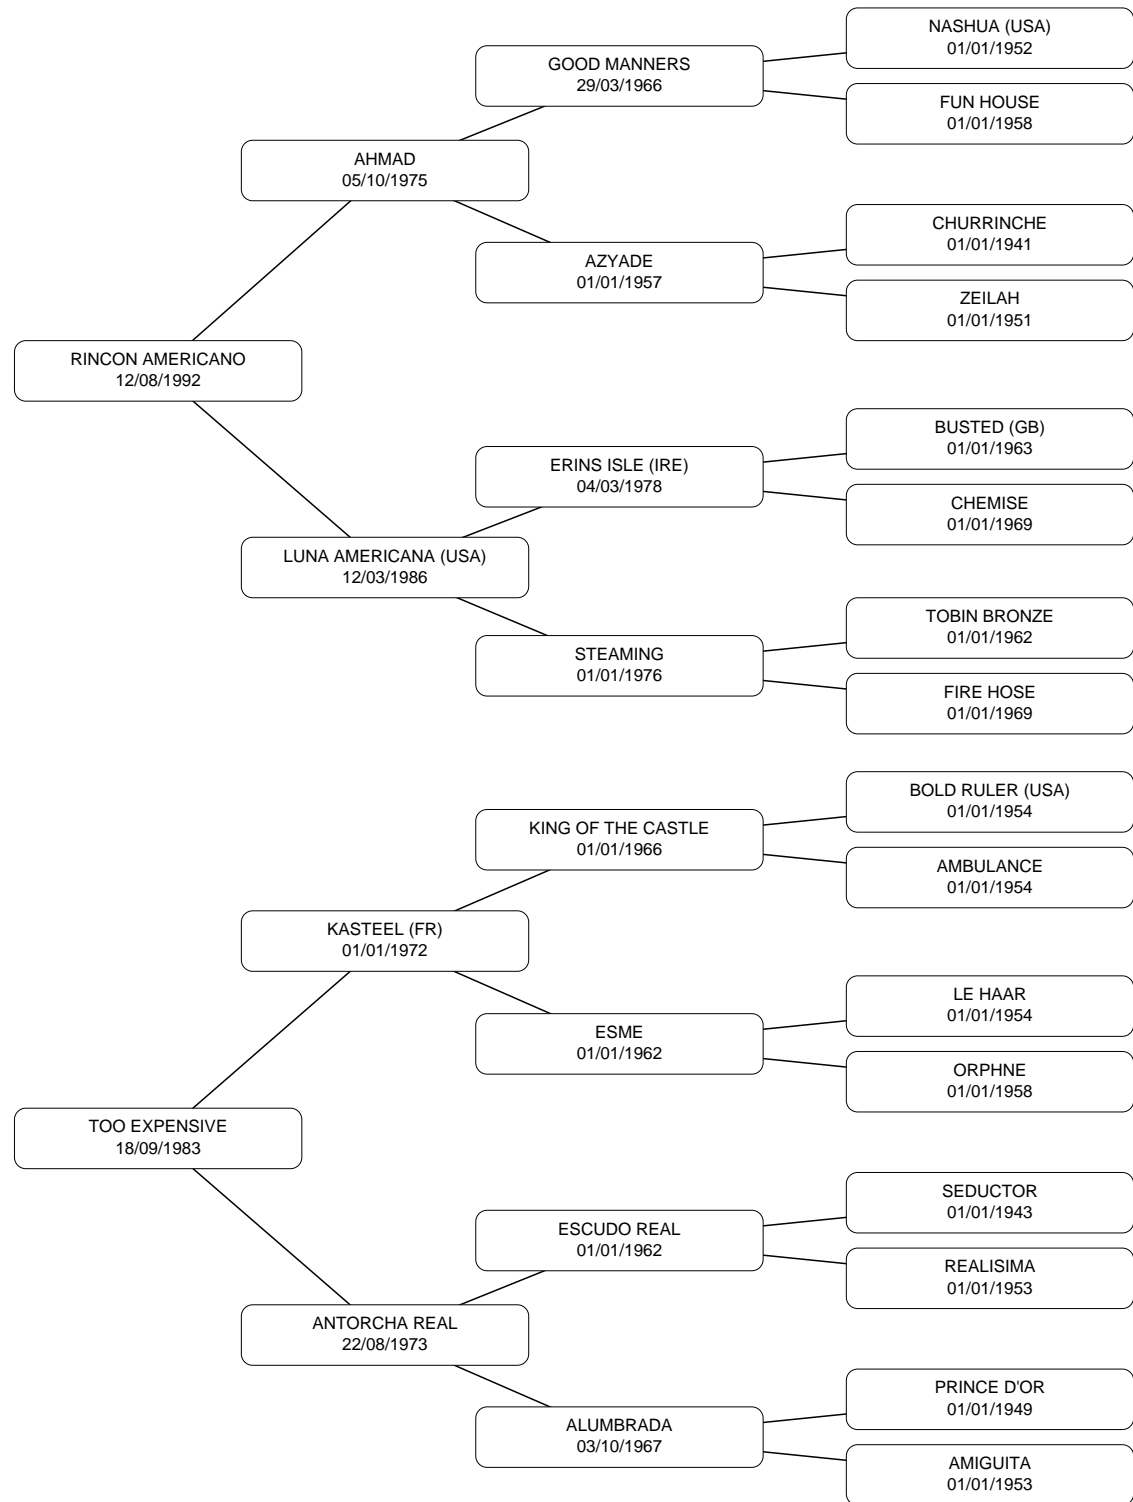 NASHUA (USA)
01/01/1952
GOOD MANNERS
29/03/1966
FUN HOUSE
01/01/1958
AHMAD
05/10/1975
CHURRINCHE
01/01/1941
AZYADE
01/01/1957
ZEILAH
01/01/1951
RINCON AMERICANO
12/08/1992
BUSTED (GB)
01/01/1963
ERINS ISLE (IRE)
04/03/1978
CHEMISE
01/01/1969
LUNA AMERICANA (USA)
12/03/1986
TOBIN BRONZE
01/01/1962
STEAMING
01/01/1976
FIRE HOSE
01/01/1969
BOLD RULER (USA)
01/01/1954
KING OF THE CASTLE
01/01/1966
AMBULANCE
01/01/1954
KASTEEL (FR)
01/01/1972
LE HAAR
01/01/1954
ESME
01/01/1962
ORPHNE
01/01/1958
TOO EXPENSIVE
18/09/1983
SEDUCTOR
01/01/1943
ESCUDO REAL
01/01/1962
REALISIMA
01/01/1953
ANTORCHA REAL
22/08/1973
PRINCE D'OR
01/01/1949
ALUMBRADA
03/10/1967
AMIGUITA
01/01/1953